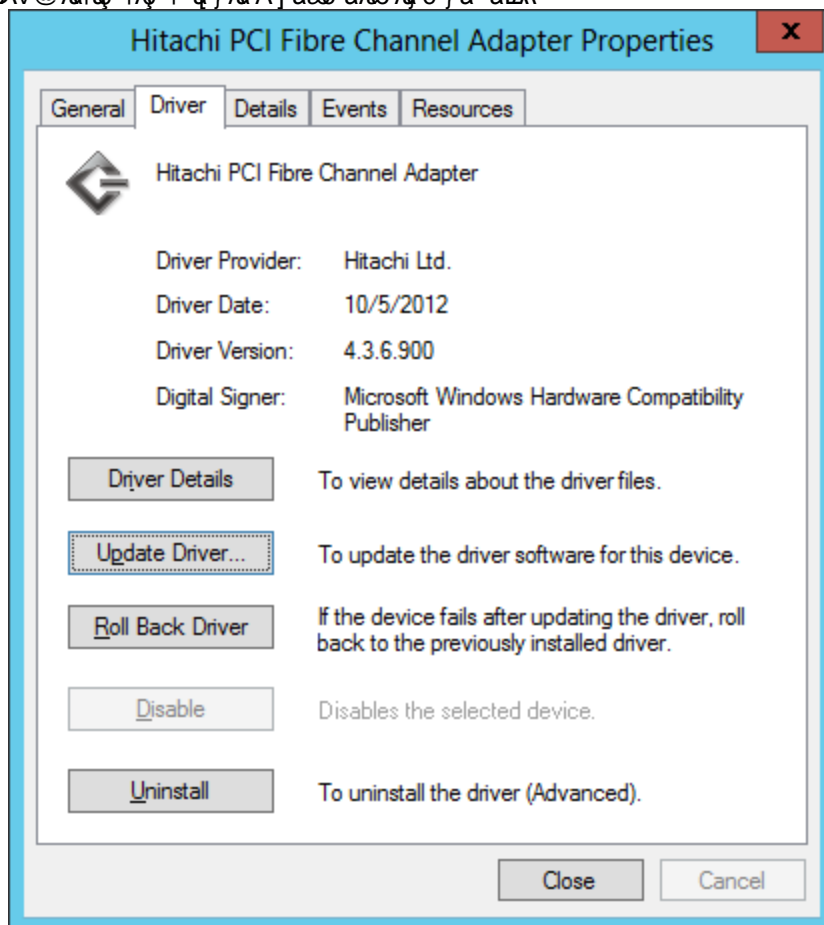 Hitachi PCI Fibre Channel Adapter Properties
x
General Driver Details Events Resources
Hitachi PCI Fibre Channel Adapter
Driver Provider: Hitachi Ltd.
Driver Date: 10/5/2012
Driver Version: 4.3.6.900
Digital Signer: Microsoft Windows Hardware Compatibility
Publisher
Driver Details To view details about the driver files.
Update Driver... To update the driver software for this device.
Roll Back Driver If the device fails after updating the driver, roll
back to the previously installed driver.
Disable Disables the selected device.
Uninstall To uninstall the driver (Advanced).
Close Cancel